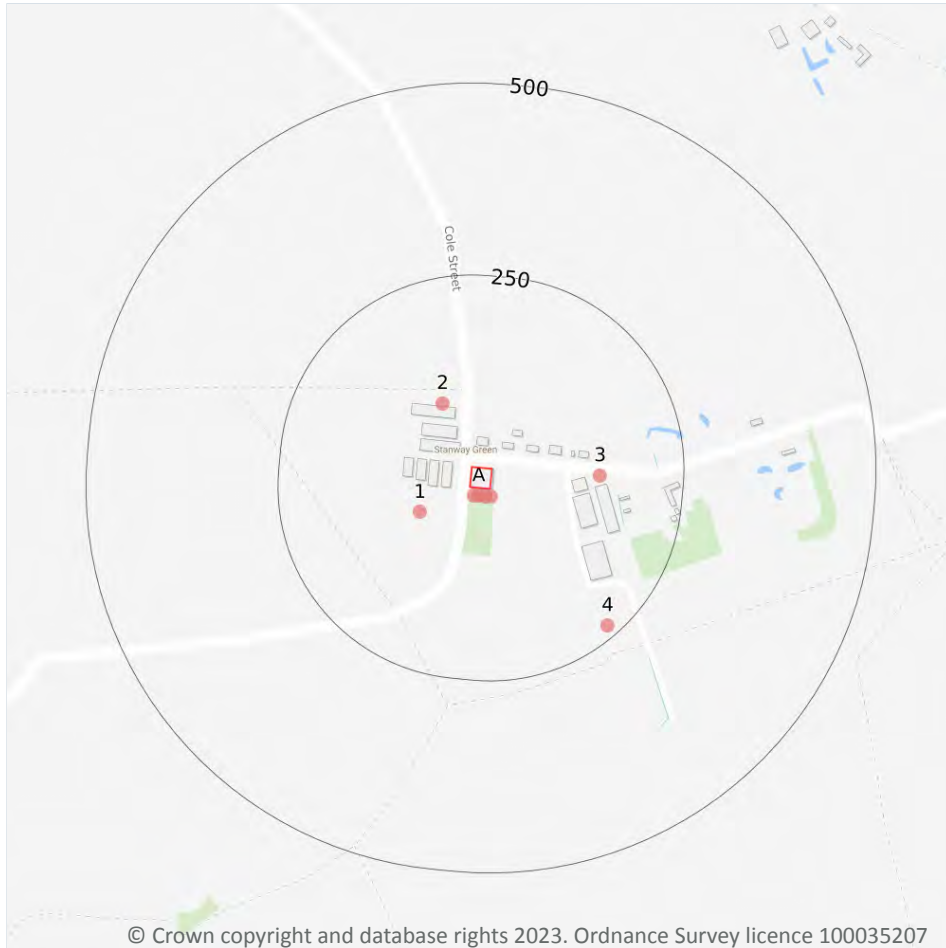 500
Cole Street
250
2
Stanway Green
A
3
1
4
© Crown copyright and database rights 2023. Ordnance Survey licence 100035207